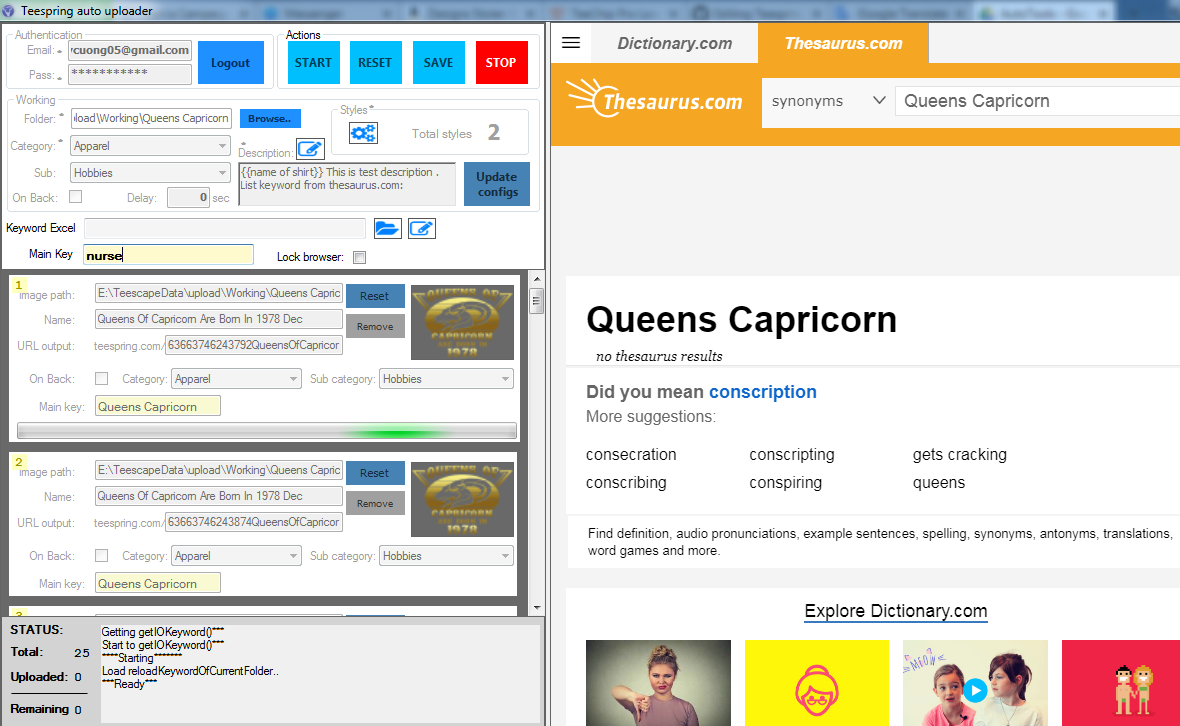 Teespring auto uploader
Authentication
Email: *
cuong05@gmail.com
Pass: *
***********
Logout
Actions
START
RESET
SAVE
STOP
Working
Folder: *
load\Working\Queens Capricorn
Browse..
Styles*
Total styles 2
Category: *
Apparel
*
Description:
Sub:
Hobbies
{{name of shirt}} This is test description .
List keyword from thesaurus.com:
Update
configs
On Back:
Delay:
0 sec
Keyword Excel
Main Key
nurse
Lock browser:
1
image path:
E:\TeescapeData\upload\Working\Queens Capric
Reset
Name:
Queens Of Capricorn Are Born In 1978 Dec
Remove
URL output:
teespring.com/
63663746243792QueensOfCapricor
QUEENS OF
CAPRICORN
ARE BORN IN
1978
On Back:
Category:
Apparel
Sub category:
Hobbies
Main key:
Queens Capricorn
2
image path:
E:\TeescapeData\upload\Working\Queens Capric
Reset
Name:
Queens Of Capricorn Are Born In 1978 Dec
Remove
URL output:
teespring.com/
63663746243874QueensOfCapricor
QUEENS OF
CAPRICORN
ARE BORN IN
1978
On Back:
Category:
Apparel
Sub category:
Hobbies
Main key:
Queens Capricorn
3
STATUS:
Total: 25
Uploaded: 0
Remaining 0
Getting getIOKeyword()***
Start to getIOKeyword()***
****Starting*******
Load reloadKeywordOfCurrentFolder..
***Ready***
Dictionary.com
Thesaurus.com
Thesaurus.com
synonyms
Queens Capricorn
Queens Capricorn
no thesaurus results
Did you mean conscription
More suggestions:
consecration
conscripting
gets cracking
conscribing
conspiring
queens
Find definition, audio pronunciations, example sentences, spelling, synonyms, antonyms, translations,
word games and more.
Explore Dictionary.com
MEOW